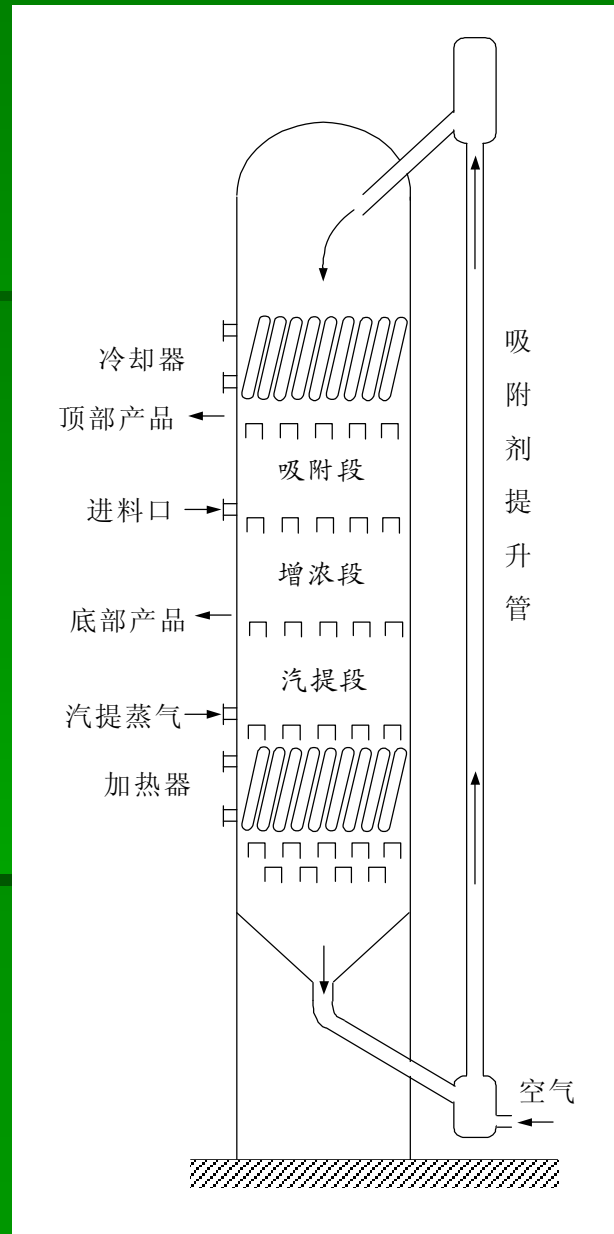 冷却器
顶部产品
吸附段
进料口
增浓段
底部产品
汽提段
汽提蒸气
加热器
吸附剂提升管
空气